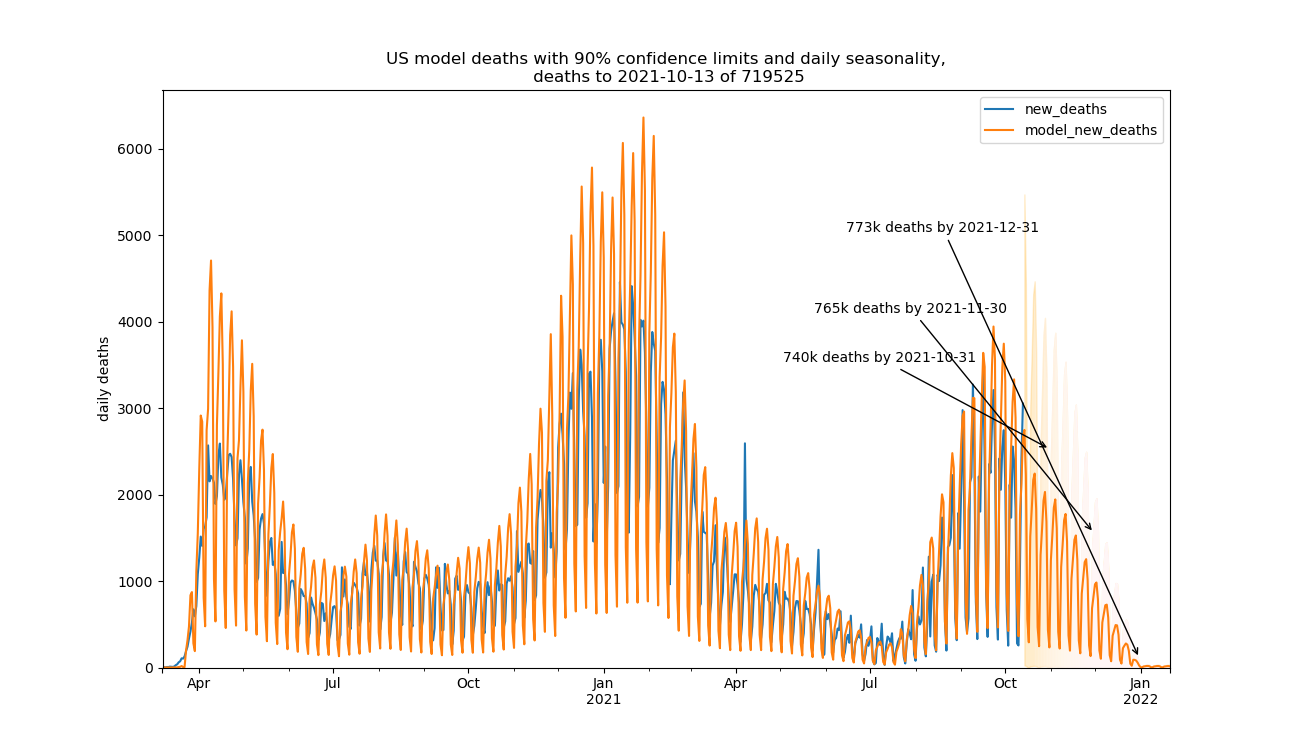 US model deaths with 90% confidence limits and daily seasonality,
deaths to 2021-10-13 of 719525
new_deaths
model_new_deaths
daily deaths
6000
5000
4000
3000
2000
1000
0
773k deaths by 2021-12-31
765k deaths by 2021-11-30
740k deaths by 2021-10-31
Apr Jul Oct Jan Apr Jul Oct Jan
2021 2022